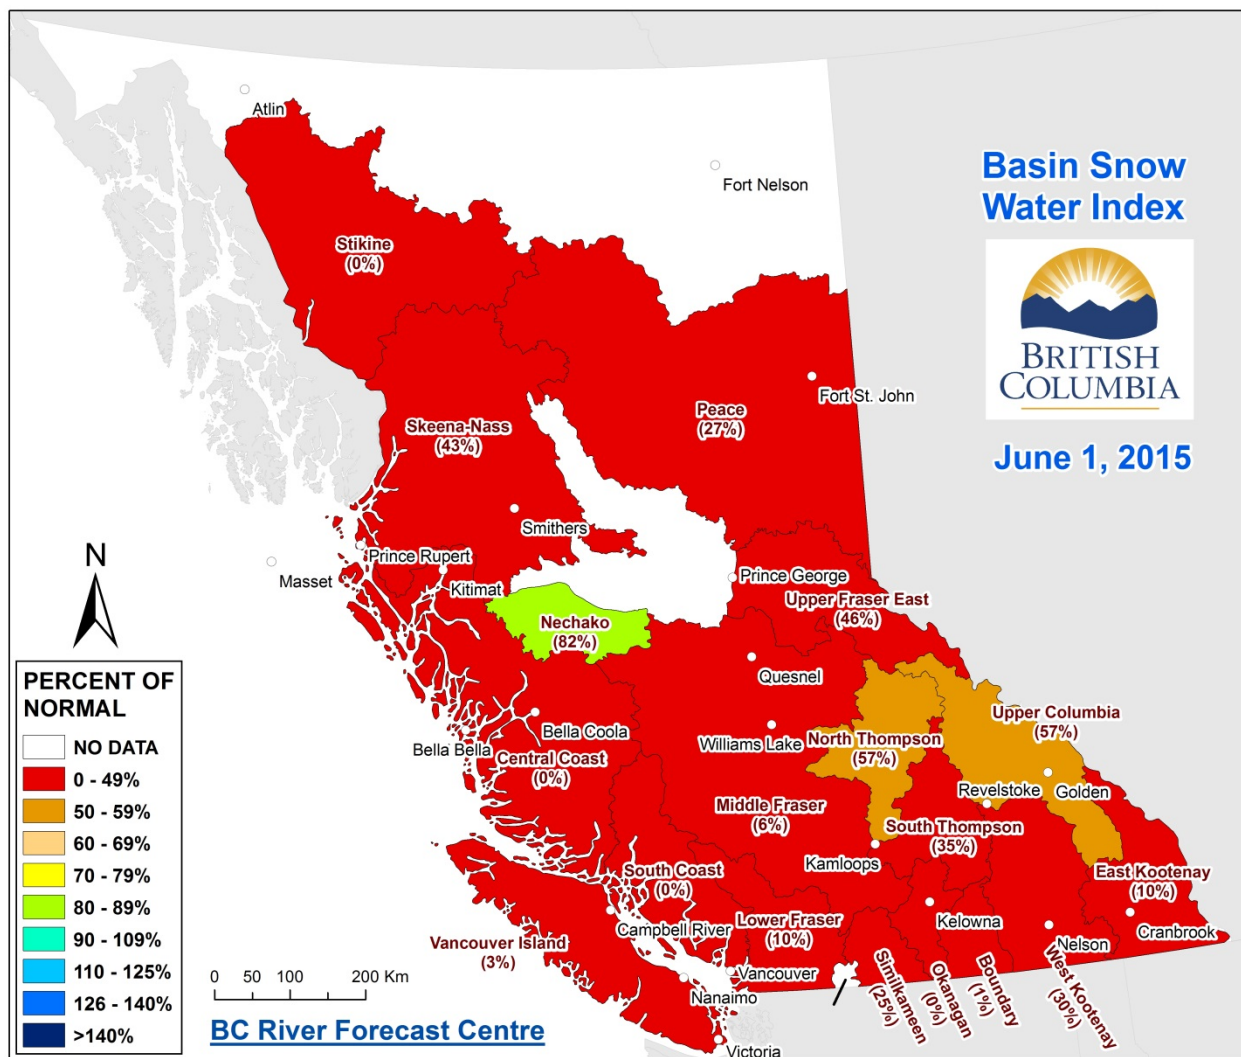 Atlin
Fort Nelson
Basin Snow
Water Index
Stikine
(0%)
BRITISH
COLUMBIA
June 1, 2015
Fort St. John
Peace
(27%)
Skeena-Nass
(43%)
Smithers
N
Prince Rupert
Masset
Kitimat
Prince George
Upper Fraser East
(46%)
Nechako
(82%)
Quesnel
Upper Columbia
(57%)
Bella Coola
Bella Bella
Williams Lake
North Thompson
(57%)
Central Coast
(0%)
Revelstoke
Golden
Middle Fraser
(6%)
South Thompson
(35%)
Kamloops
South Coast
(0%)
East Kootenay
(10%)
Kelowna
Campbell River
Lower Fraser
(10%)
Cranbrook
Nelson
Vancouver Island
(3%)
Vancouver
Nanaimo
Similkameen
(25%)
Okanagan
(0%)
Boundary
(1%)
West Kootenay
(30%)
Victoria
PERCENT OF
NORMAL
NO DATA
0 - 49%
50 - 59%
60 - 69%
70 - 79%
80 - 89%
90 - 109%
110 - 125%
126 - 140%
>140%
0 50 100 200 Km
BC River Forecast Centre